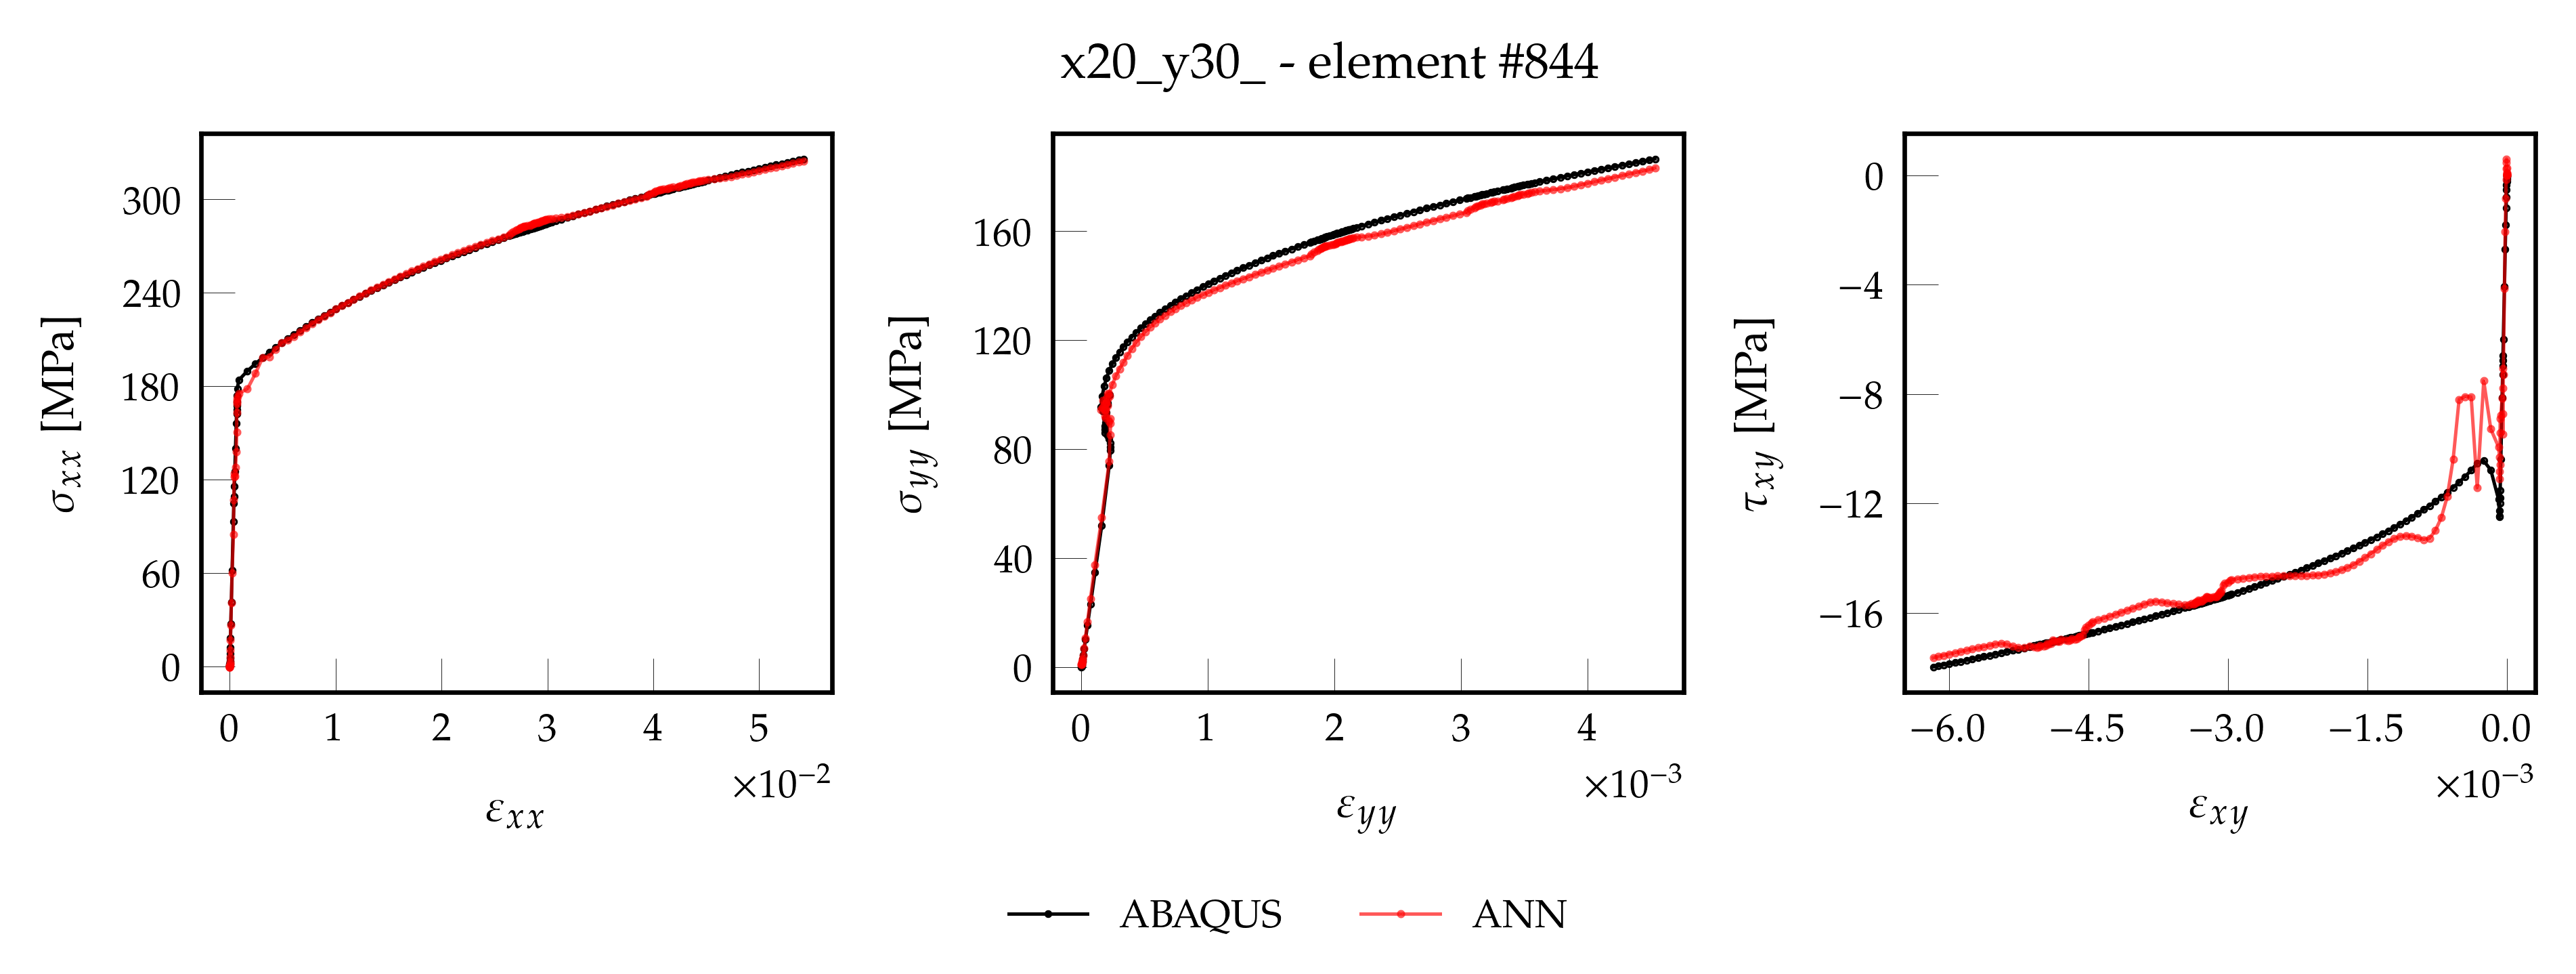 x20_y30_ - element #844
σxx [MPa]
300
240
180
120
60
0
0 1 2 3 4 5
×10−2
εxx
σyy [MPa]
160
120
80
40
0
0 1 2 3 4
×10−3
εyy
τxy [MPa]
0
−4
−8
−12
−16
−6.0 −4.5 −3.0 −1.5 0.0
×10−3
εxy
ABAQUS ANN